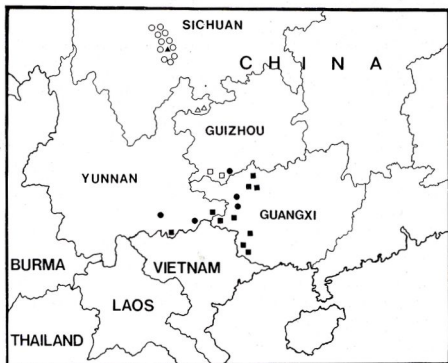 SICHUAN
C H I N A
GUIZHOU
YUNNAN
GUANGXI
BURMA
VIETNAM
LAOS
THAILAND